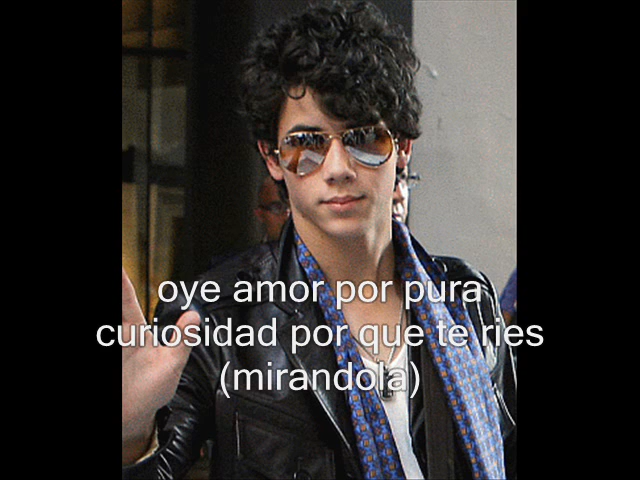 oye amor por pura
curiosidad por que te ries
(mirandola)